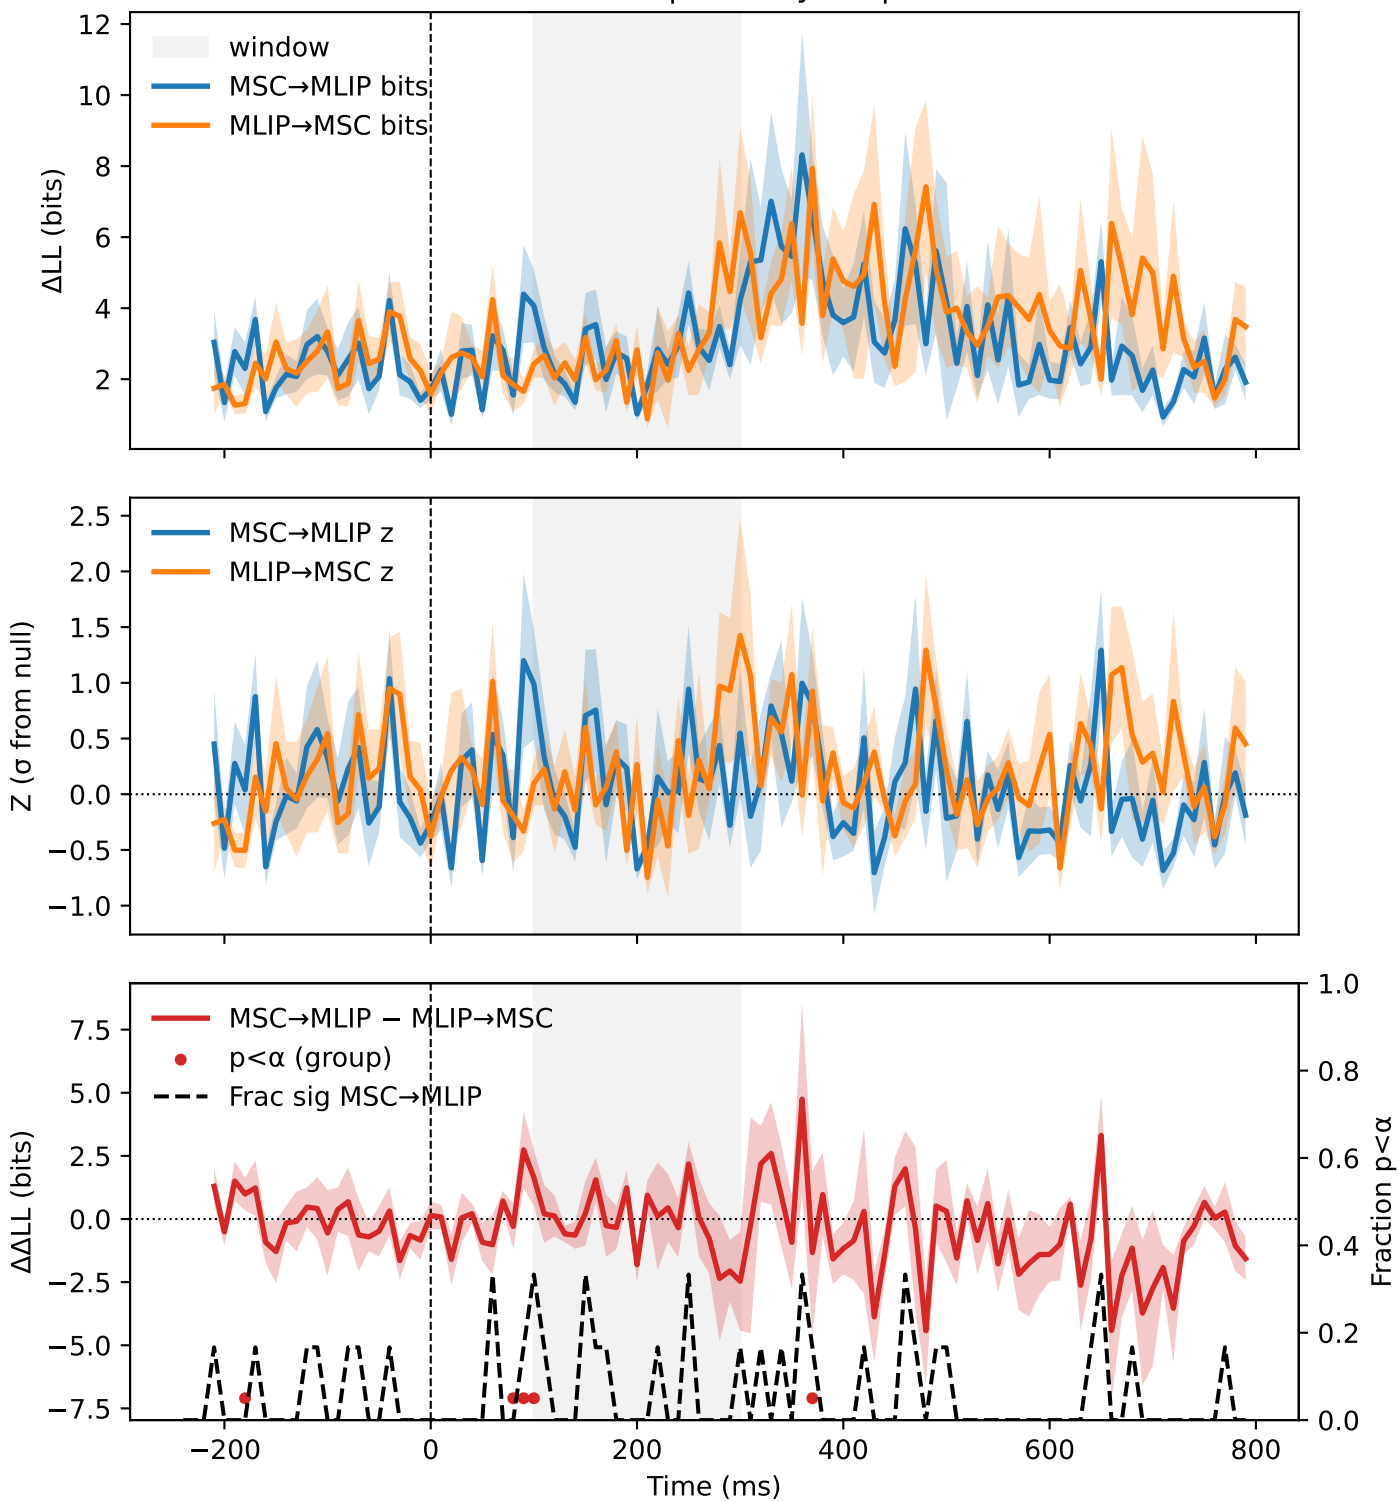 12
10
8
6
4
2
ΔLL (bits)
window
MSC→MLIP bits
MLIP→MSC bits
2.5
2.0
1.5
1.0
0.5
0.0
−0.5
−1.0
Z (σ from null)
MSC→MLIP z
MLIP→MSC z
7.5
5.0
2.5
0.0
−2.5
−5.0
−7.5
ΔΔLL (bits)
MSC→MLIP − MLIP→MSC
p<α (group)
Frac sig MSC→MLIP
1.0
0.8
0.6
0.4
0.2
0.0
Fraction p<α
−200 0 200 400 600 800
Time (ms)